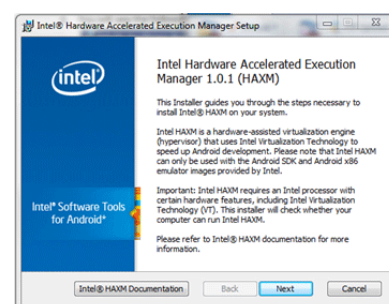 Intel® Hardware Accelerated Execution Manager Setup
intel
Intel® Software Tools
for Android*
Intel Hardware Accelerated Execution
Manager 1.0.1 (HAXM)
This Installer guides you through the steps necessary to
install Intel® HAXM on your system.
Intel HAXM is a hardware-assisted virtualization engine
(hypervisor) that uses Intel Virtualization Technology to
speed up Android development. Please note that Intel HAXM
can only be used with the Android SDK and Android x86
emulator images provided by Intel.
Important: Intel HAXM requires an Intel processor with
certain hardware features, including Intel Virtualization
Technology (VT). This installer will check whether your
computer can run Intel HAXM.
Please refer to Intel® HAXM documentation for more
information.
Intel® HAXM Documentation
Back
Next
Cancel